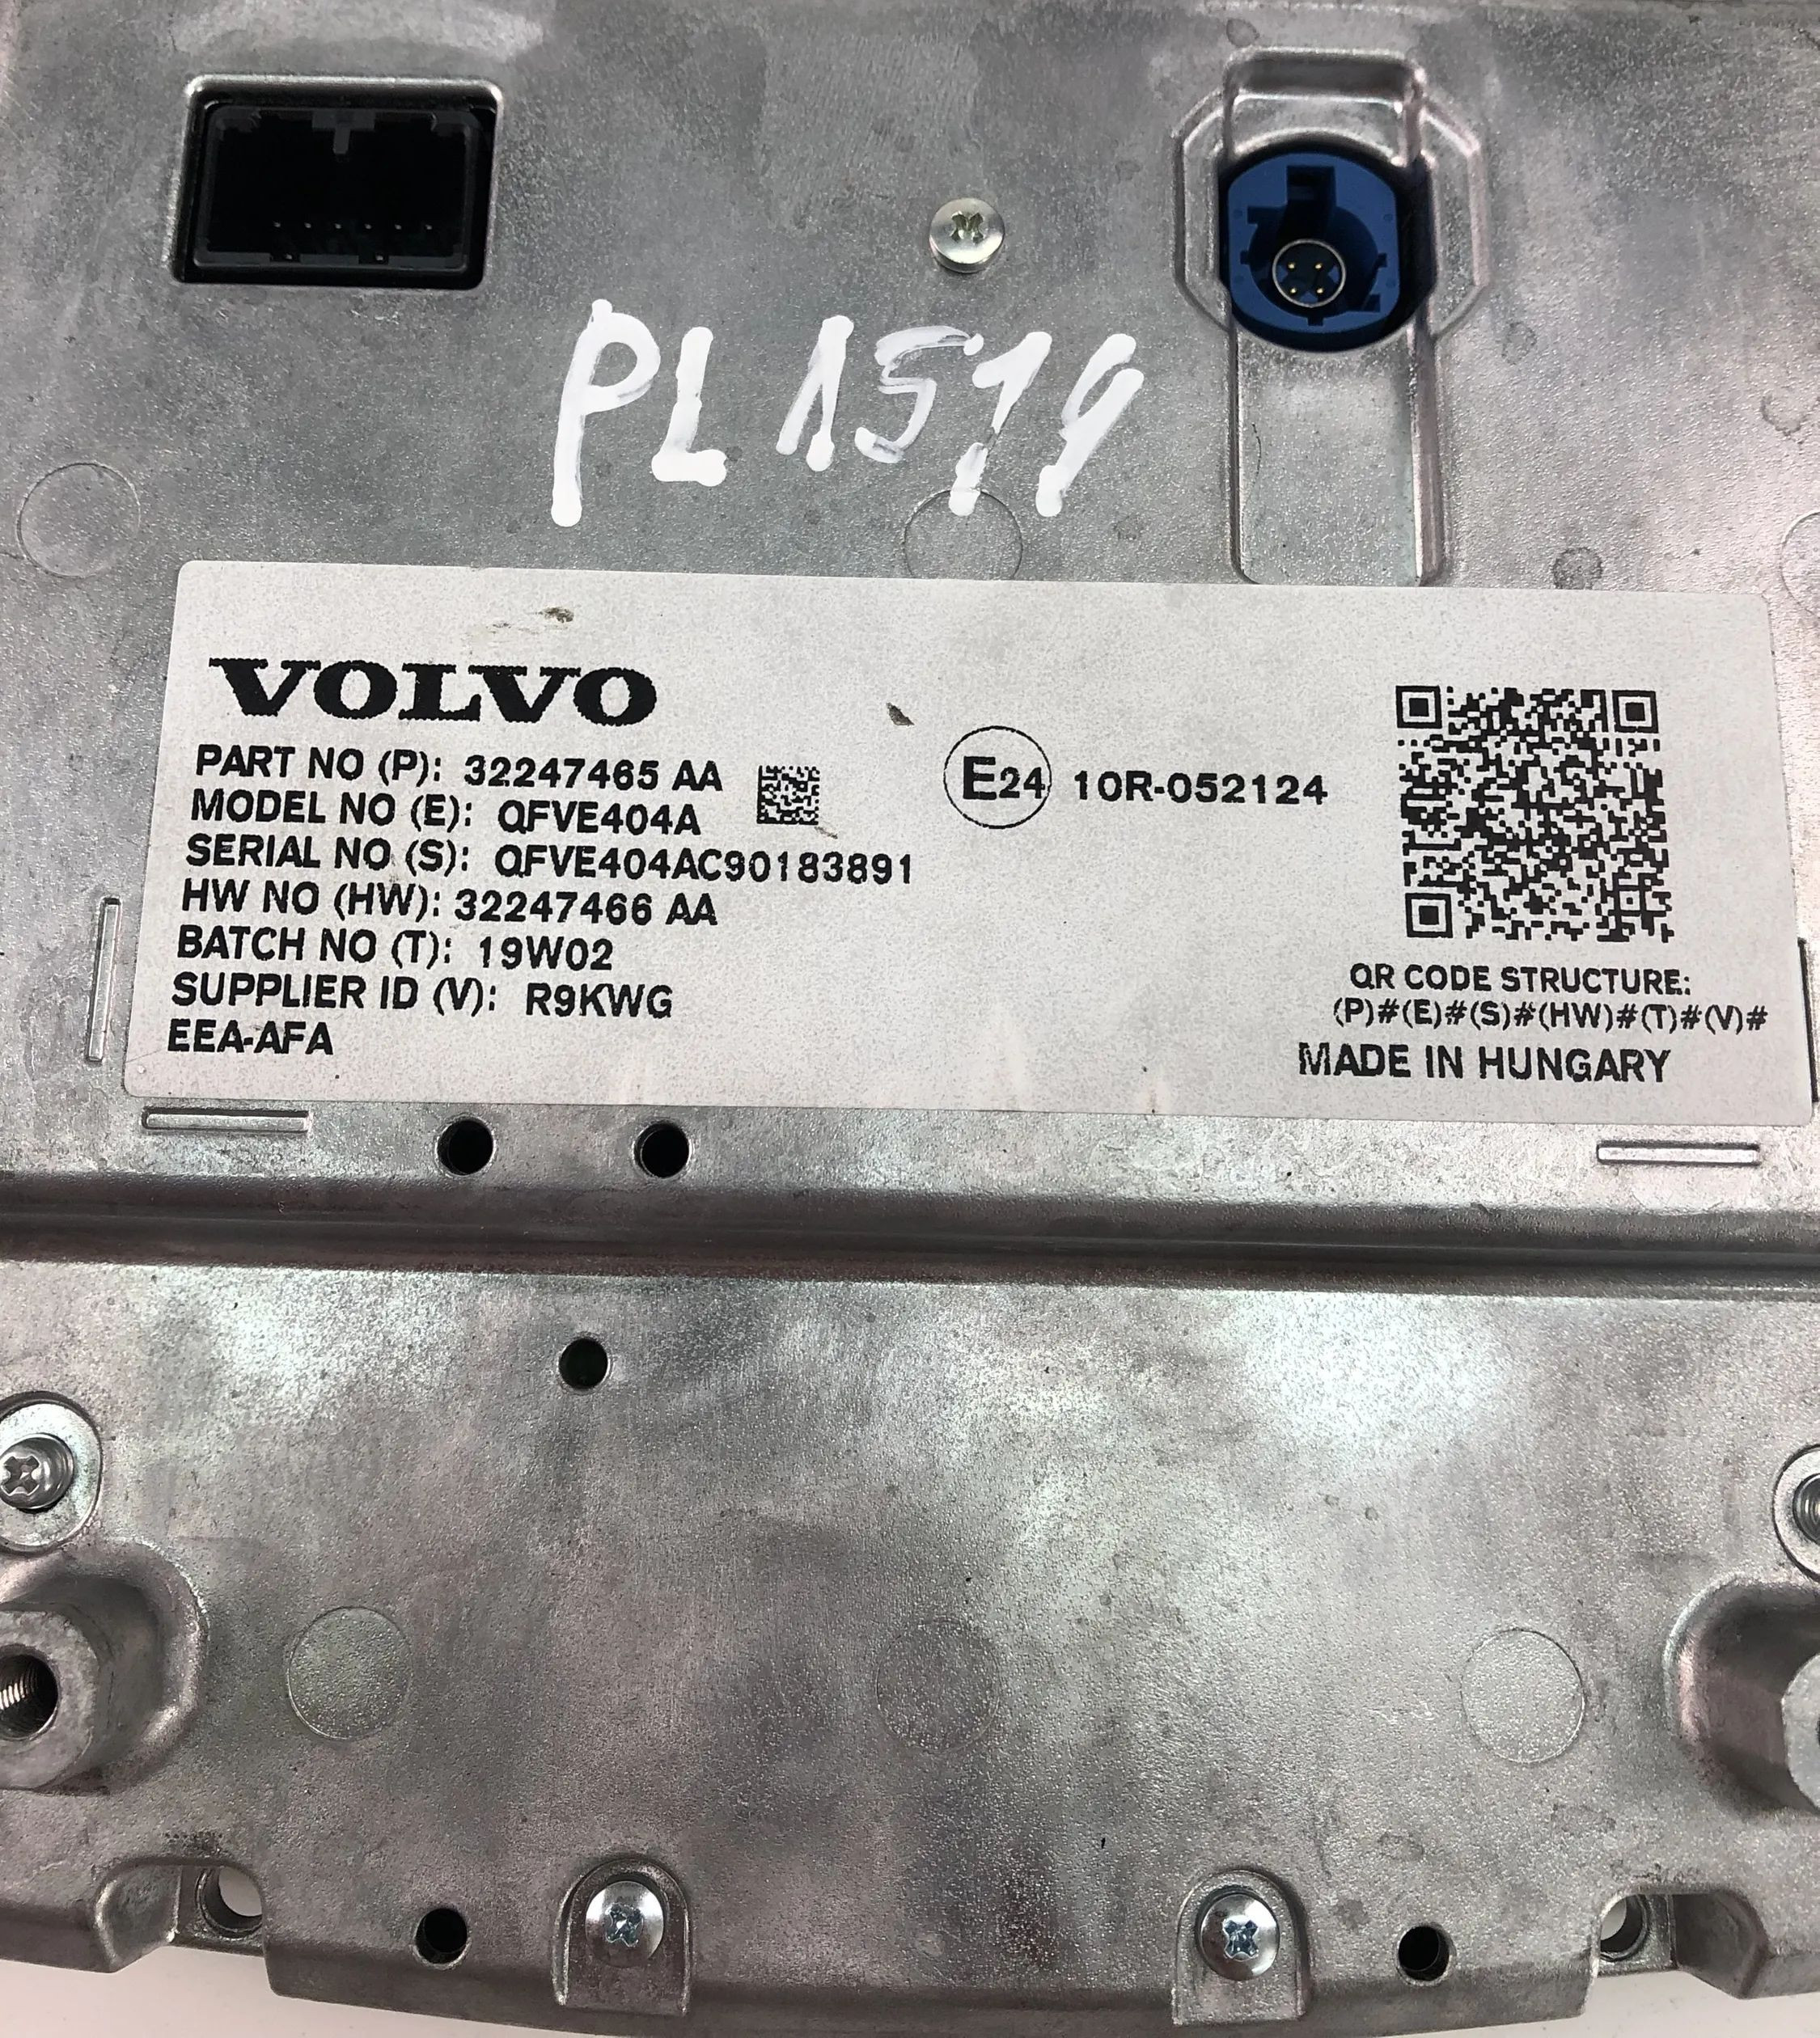 PL1519
VOLVO
PART NO (P): 32247465 AA
MODEL NO (E): QFVE404A
SERIAL NO (S): QFVE404AC90183891
HW NO (HW): 32247466 AA
BATCH NO (T): 19W02
SUPPLIER ID (V): R9KWG
EEA-AFA
E24 10R-052124
QR CODE STRUCTURE:
(P)#(E)#(S)#(HW)#(T)#(V)#
MADE IN HUNGARY